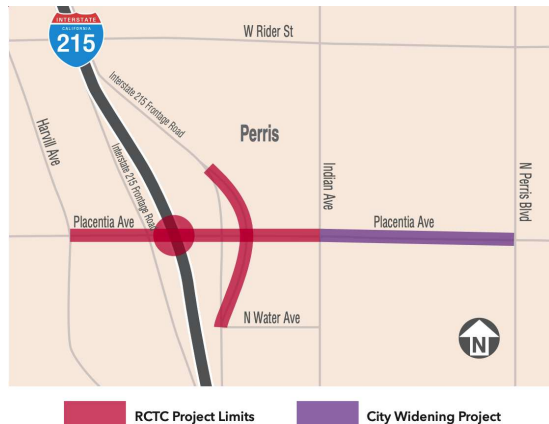 INTERSTATE
CALIFORNIA
215
W Rider St
Interstate 215 Frontage Road
Perris
Harvill Ave
Interstate 215 Frontage Road
Indian Ave
N Perris Blvd
Placentia Ave
Placentia Ave
N Water Ave
N
RCTC Project Limits
City Widening Project